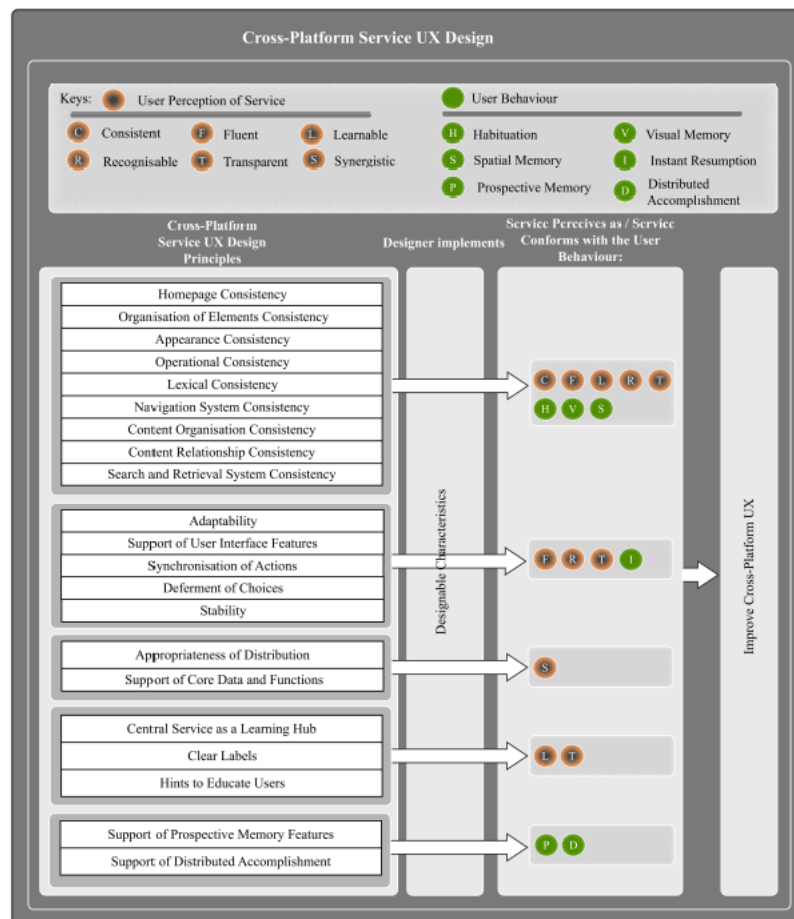 Cross-Platform Service UX Design
Keys: User Perception of Service
User Behaviour
C Consistent
F Fluent
L Learnable
R Recognisable
T Transparent
S Synergistic
H Habituation
V Visual Memory
S Spatial Memory
I Instant Resumption
P Prospective Memory
D Distributed
Accomplishment
Cross-Platform
Service UX Design
Principles
Designer implements
Service Perceives as / Service
Conforms with the User
Behaviour:
Homepage Consistency
Organisation of Elements Consistency
Appearance Consistency
Operational Consistency
Lexical Consistency
Navigation System Consistency
Content Organisation Consistency
Content Relationship Consistency
Search and Retrieval System Consistency
C F L R T
H V S
Adaptability
Support of User Interface Features
Synchronisation of Actions
Deferment of Choices
Stability
F R T I
Appropriateness of Distribution
Support of Core Data and Functions
S
Central Service as a Learning Hub
Clear Labels
Hints to Educate Users
L T
Support of Prospective Memory Features
Support of Distributed Accomplishment
P D
Designable Characteristics
Improve Cross-Platform UX